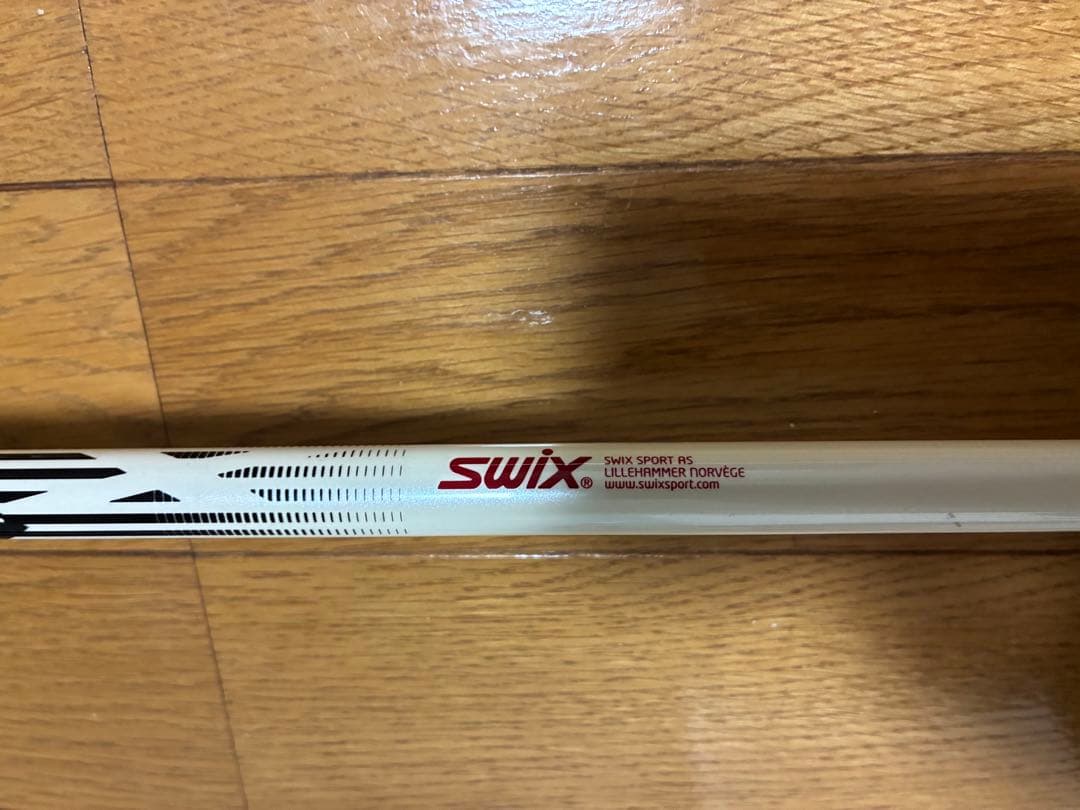 SWIX®
SWIX SPORT AS
LILLEHAMMER NORVÈGE
www.swixsport.com